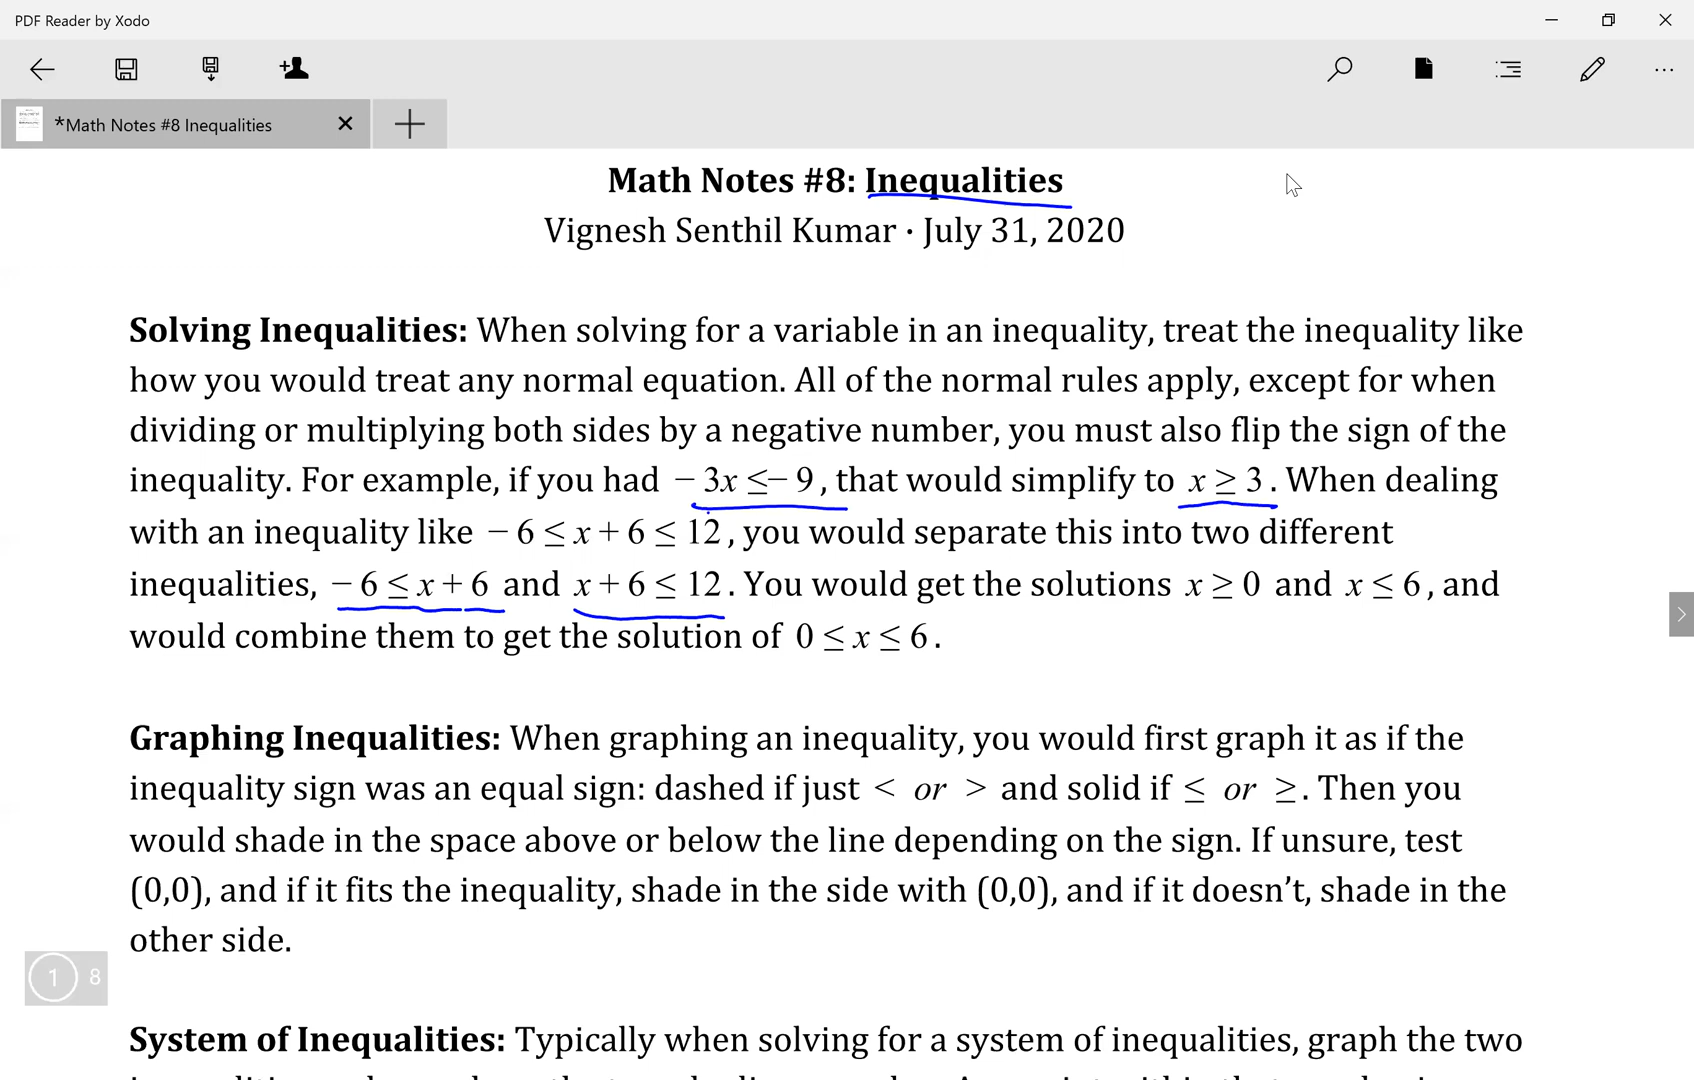 PDF Reader by Xodo
*Math Notes #8 Inequalities
Math Notes #8: Inequalities
Vignesh Senthil Kumar · July 31, 2020
Solving Inequalities: When solving for a variable in an inequality, treat the inequality like
how you would treat any normal equation. All of the normal rules apply, except for when
dividing or multiplying both sides by a negative number, you must also flip the sign of the
inequality. For example, if you had − 3x ≤− 9, that would simplify to x ≥ 3. When dealing
with an inequality like − 6 ≤ x + 6 ≤ 12, you would separate this into two different
inequalities, − 6 ≤ x + 6 and x + 6 ≤ 12. You would get the solutions x ≥ 0 and x ≤ 6, and
would combine them to get the solution of 0 ≤ x ≤ 6.
Graphing Inequalities: When graphing an inequality, you would first graph it as if the
inequality sign was an equal sign: dashed if just < or > and solid if ≤ or ≥. Then you
would shade in the space above or below the line depending on the sign. If unsure, test
(0,0), and if it fits the inequality, shade in the side with (0,0), and if it doesn’t, shade in the
other side.
1 8
System of Inequalities: Typically when solving for a system of inequalities, graph the two